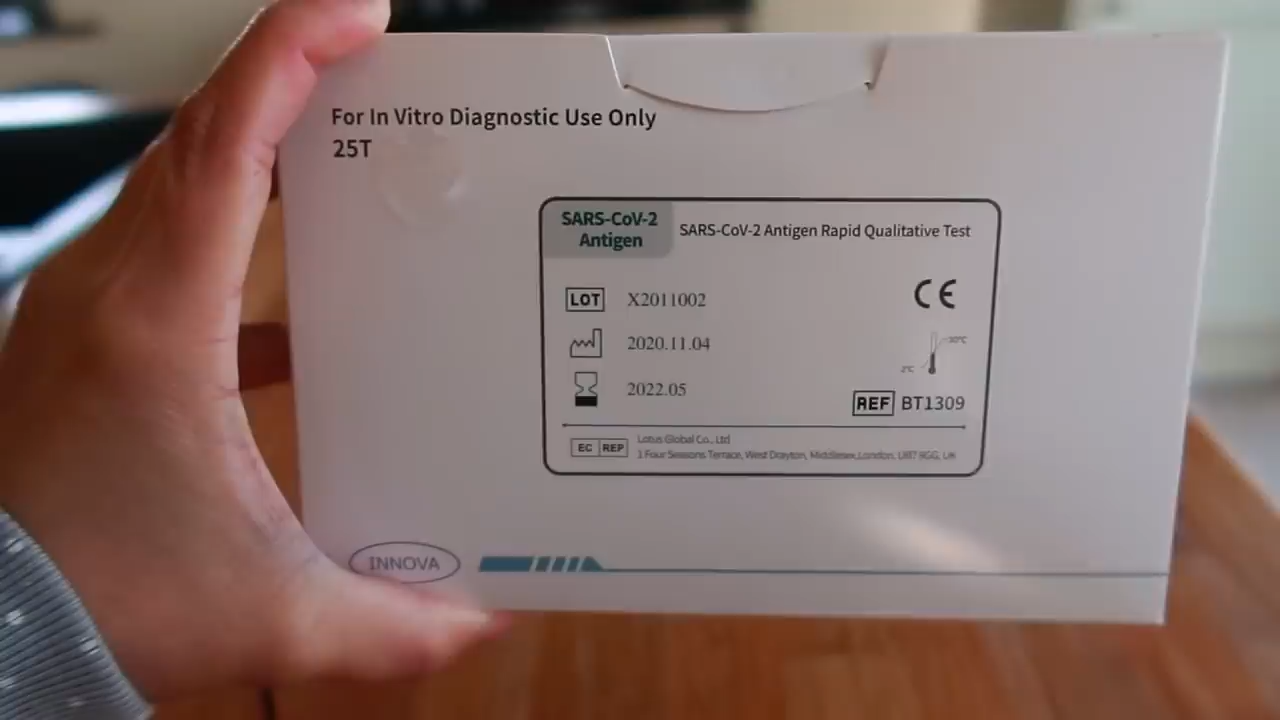 For In Vitro Diagnostic Use Only
25T
SARS-CoV-2
Antigen
SARS-CoV-2 Antigen Rapid Qualitative Test
LOT X2011002
CE
2020.11.04
30°C
2°C
2022.05
REF BT1309
EC REP Lotus Global Co., Ltd
1 Four Seasons Terrace, West Drayton, Middlesex,London, UB7 9GG, UK
INNOVA